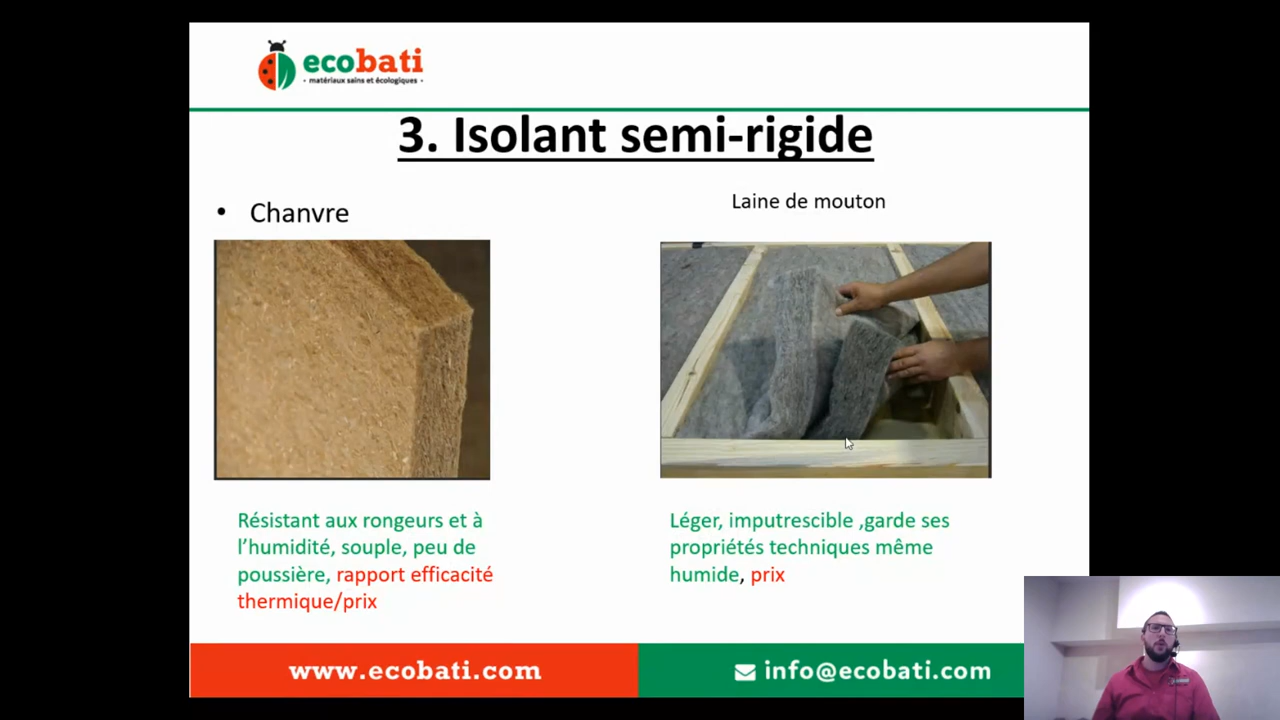 ecobati
• matériaux sains et écologiques •
3. Isolant semi-rigide
• Chanvre
Laine de mouton
Résistant aux rongeurs et à
l'humidité, souple, peu de
poussière, rapport efficacité
thermique/prix
Léger, imputrescible ,garde ses
propriétés techniques même
humide, prix
www.ecobati.com
info@ecobati.com